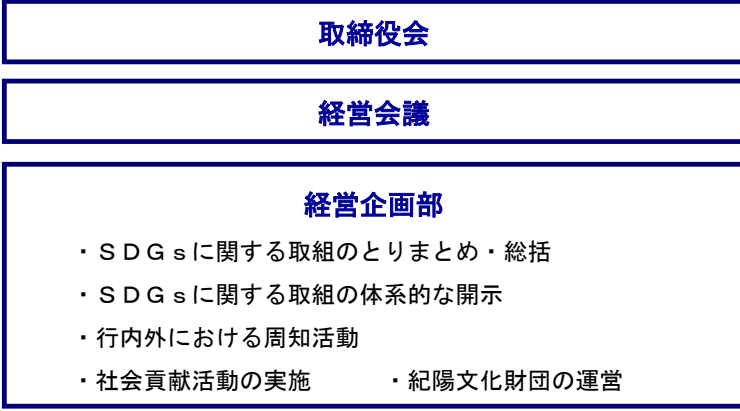 取締役会
経営会議
経営企画部
・ＳＤＧｓに関する取組のとりまとめ・総括
・ＳＤＧｓに関する取組の体系的な開示
・行内外における周知活動
・社会貢献活動の実施　　　・紀陽文化財団の運営